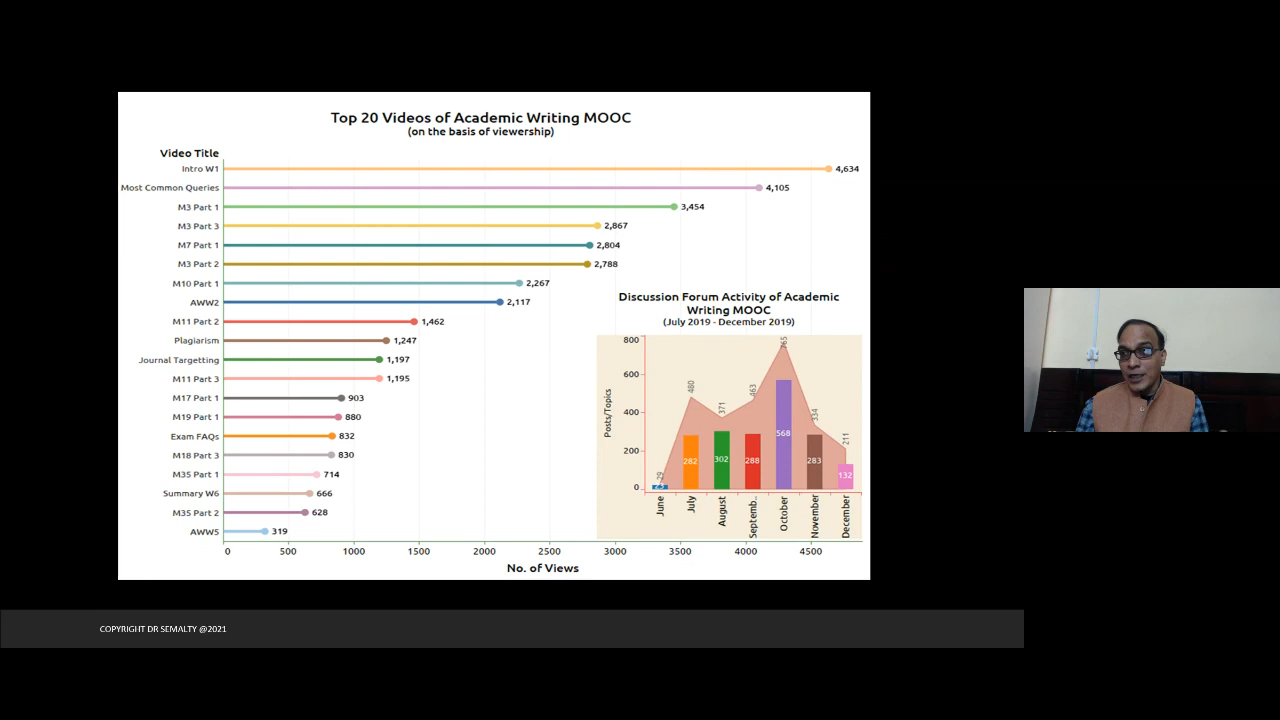 Top 20 Videos of Academic Writing MOOC
(on the basis of viewership)
Video Title
Intro W1 4,634
Most Common Queries 4,105
M3 Part 1 3,454
M3 Part 3 2,867
M7 Part 1 2,804
M3 Part 2 2,788
M10 Part 1 2,267
AWW2 2,117
M11 Part 2 1,462
Plagiarism 1,247
Journal Targetting 1,197
M11 Part 3 1,195
M17 Part 1 903
M19 Part 1 880
Exam FAQs 832
M18 Part 3 830
M35 Part 1 714
Summary W6 666
M35 Part 2 628
AWW5 319
0 500 1000 1500 2000 2500 3000 3500 4000 4500
No. of Views
Discussion Forum Activity of Academic
Writing MOOC
(July 2019 - December 2019)
Posts/Topics
800
600
400
200
0
29 480 371 463 765 334 211
282 302 288 568 283 132
June July August Septemb.. October November December
COPYRIGHT DR SEMALTY @2021